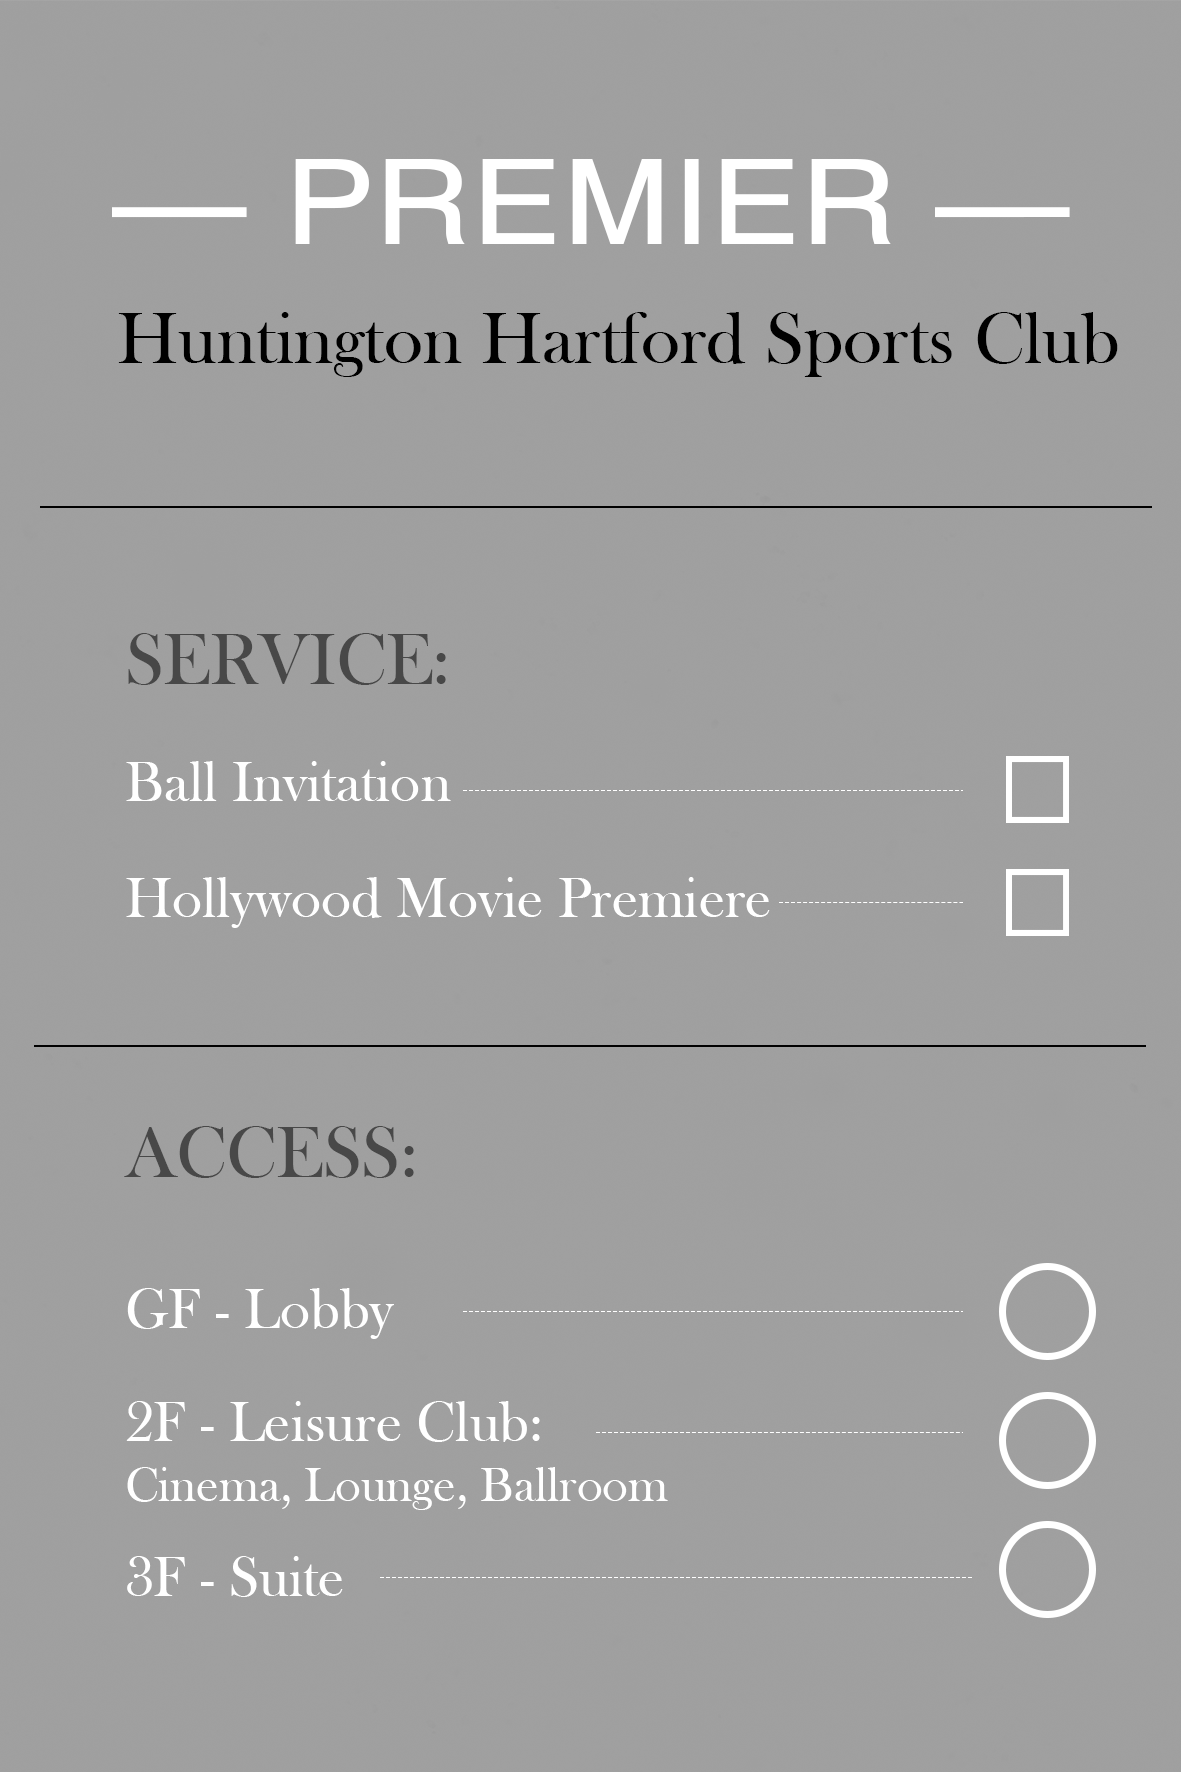 — PREMIER —
Huntington Hartford Sports Club
SERVICE:
Ball Invitation
Hollywood Movie Premiere
ACCESS:
GF - Lobby
2F - Leisure Club:
Cinema, Lounge, Ballroom
3F - Suite